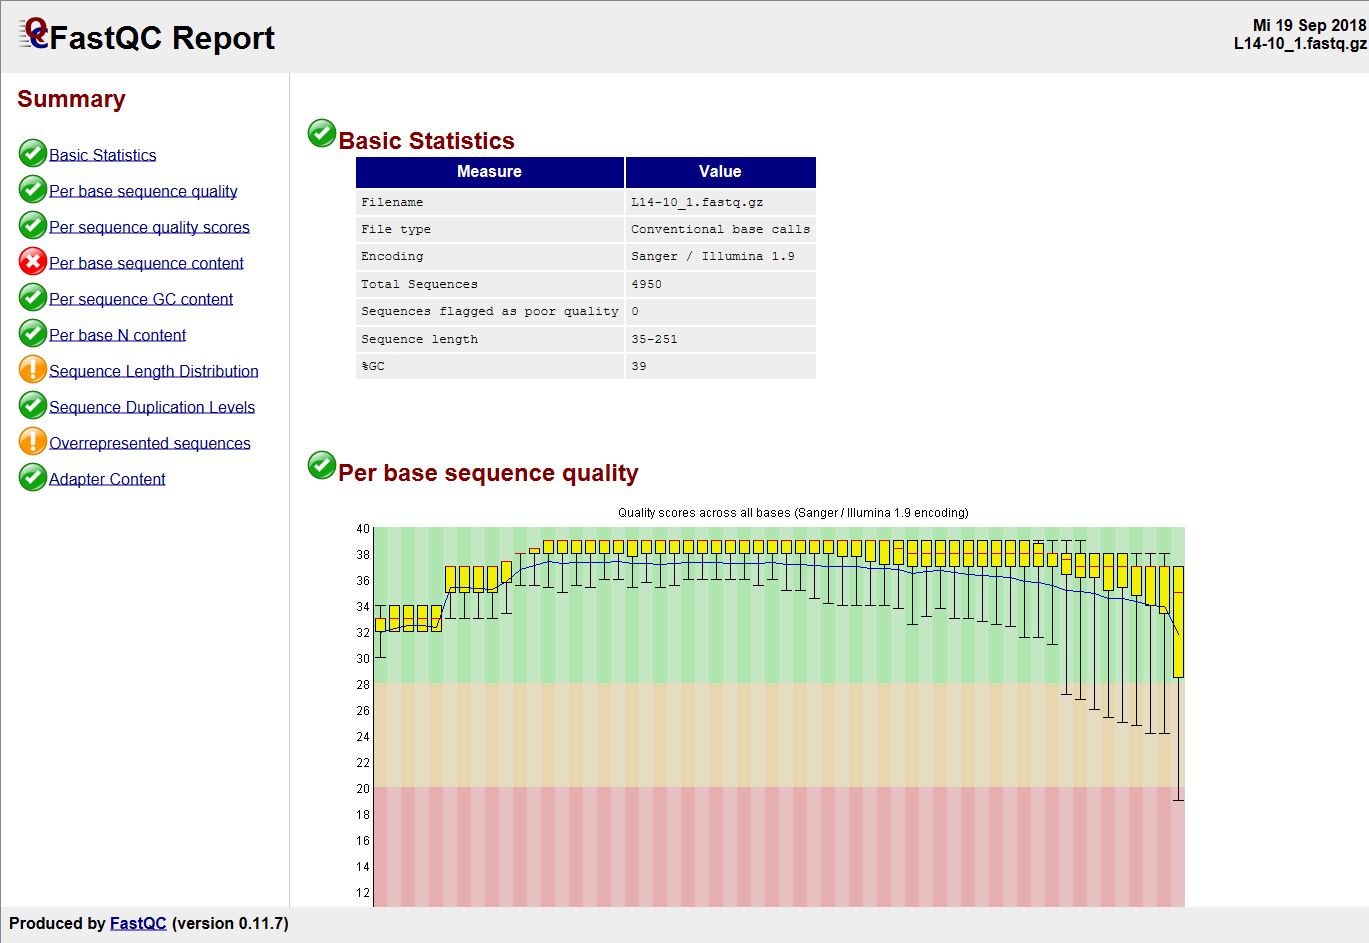 FastQC Report
Mi 19 Sep 2018
L14-10_1.fastq.gz
Summary
Basic Statistics
Per base sequence quality
Per sequence quality scores
Per base sequence content
Per sequence GC content
Per base N content
Sequence Length Distribution
Sequence Duplication Levels
Overrepresented sequences
Adapter Content
Basic Statistics
Measure Value
Filename L14-10_1.fastq.gz
File type Conventional base calls
Encoding Sanger / Illumina 1.9
Total Sequences 4950
Sequences flagged as poor quality 0
Sequence length 35-251
%GC 39
Per base sequence quality
Quality scores across all bases (Sanger / Illumina 1.9 encoding)
40
38
36
34
32
30
28
26
24
22
20
18
16
14
12
Produced by FastQC (version 0.11.7)